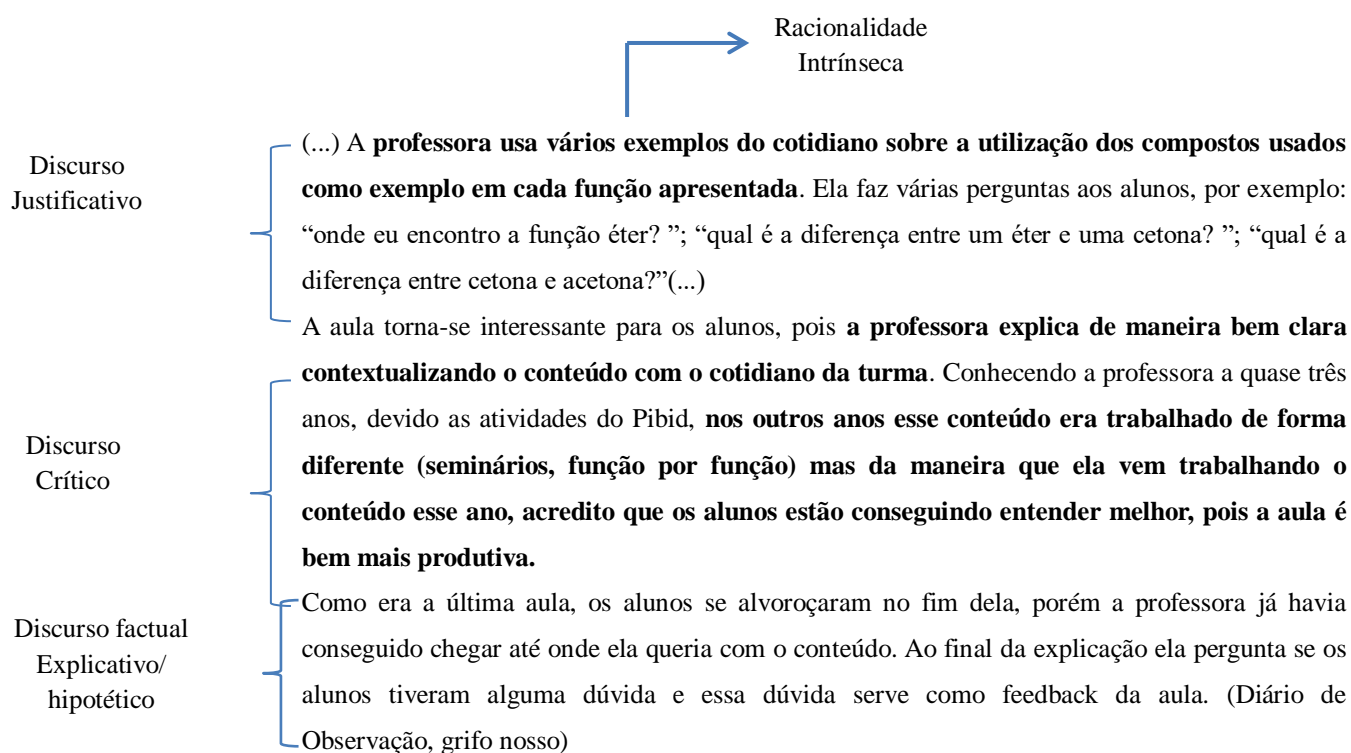 Racionalidade
Intrínseca
Discurso
Justificativo
(...) A professora usa vários exemplos do cotidiano sobre a utilização dos compostos usados
como exemplo em cada função apresentada. Ela faz várias perguntas aos alunos, por exemplo:
“onde eu encontro a função éter? ”; “qual é a diferença entre um éter e uma cetona? ”; “qual é a
diferença entre cetona e acetona?”(...)
A aula torna-se interessante para os alunos, pois a professora explica de maneira bem clara
contextualizando o conteúdo com o cotidiano da turma. Conhecendo a professora a quase três
anos, devido as atividades do Pibid, nos outros anos esse conteúdo era trabalhado de forma
diferente (seminários, função por função) mas da maneira que ela vem trabalhando o
conteúdo esse ano, acredito que os alunos estão conseguindo entender melhor, pois a aula é
bem mais produtiva.
Discurso
Crítico
Discurso factual
Explicativo/
hipotético
Como era a última aula, os alunos se alvoroçaram no fim dela, porém a professora já havia
conseguido chegar até onde ela queria com o conteúdo. Ao final da explicação ela pergunta se os
alunos tiveram alguma dúvida e essa dúvida serve como feedback da aula. (Diário de
Observação, grifo nosso)